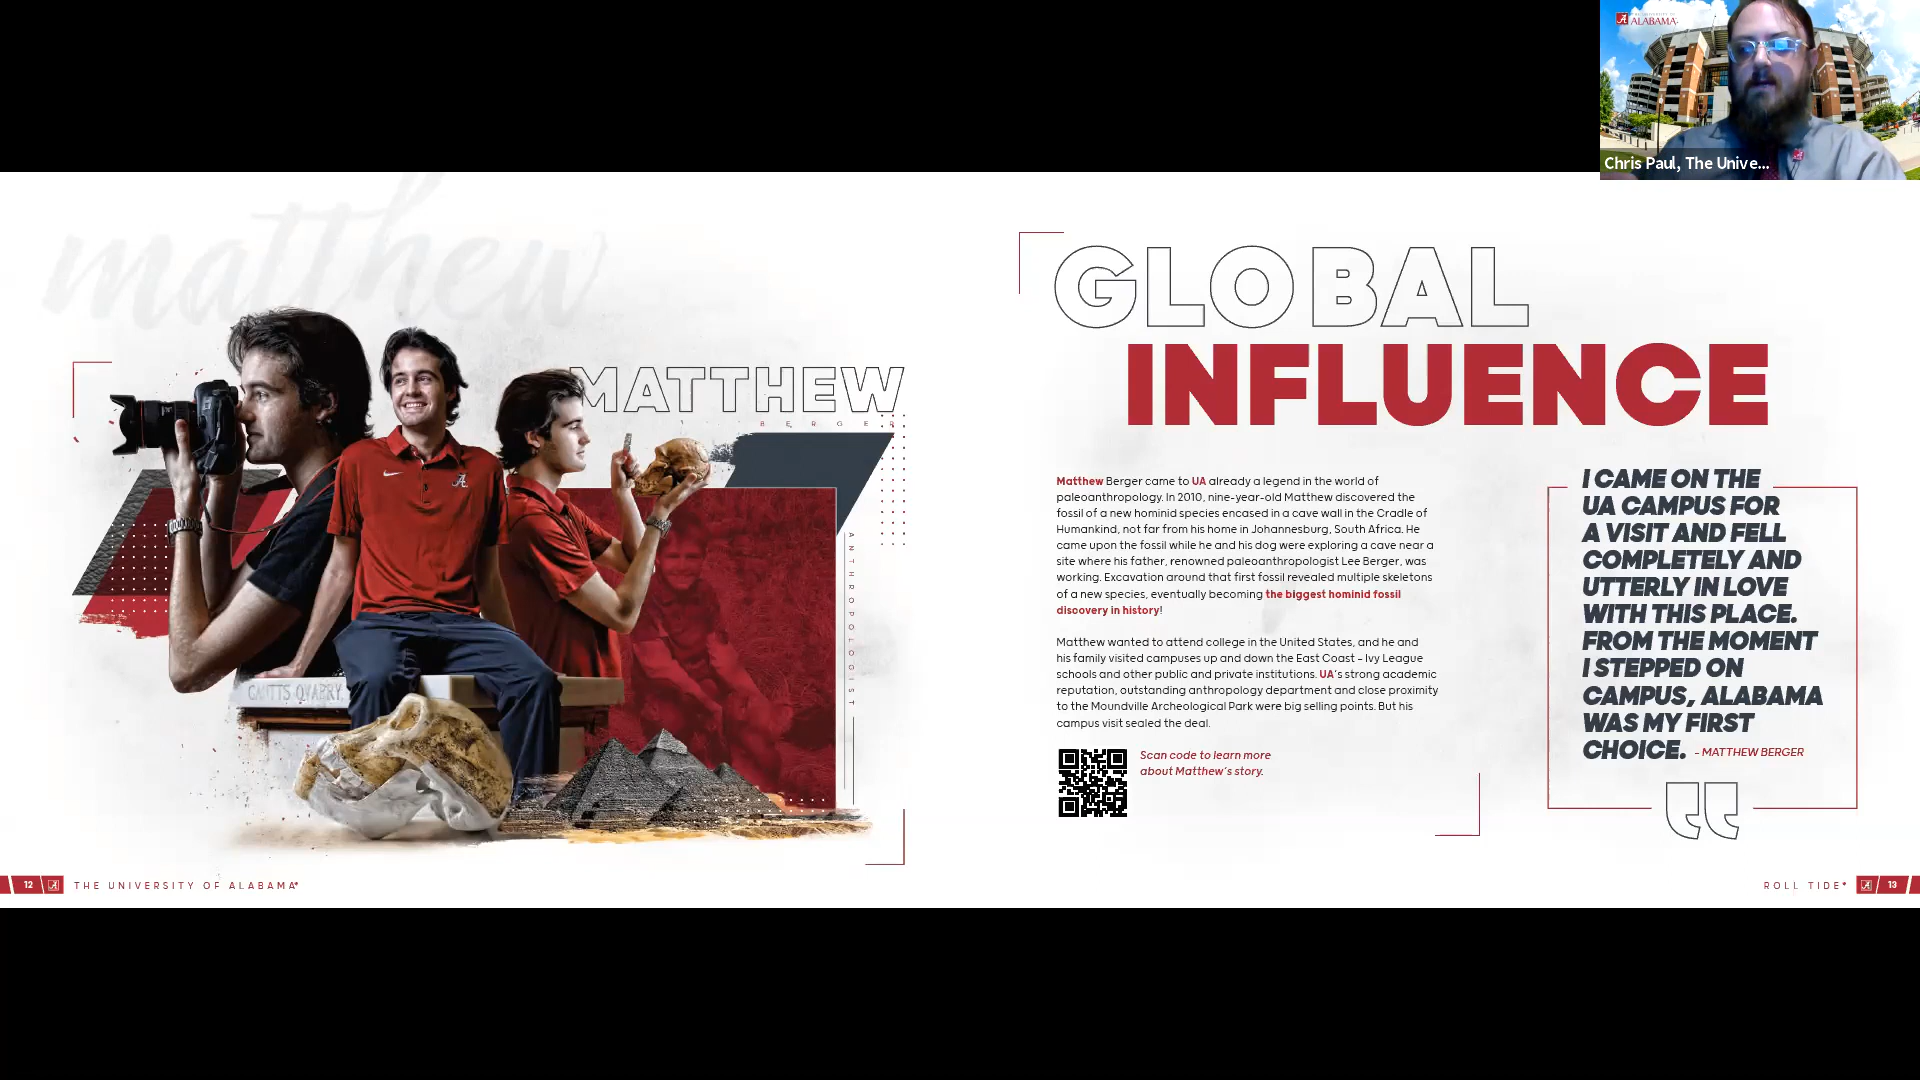 THE UNIVERSITY OF
ALABAMA
Chris Paul, The Unive...
matthew
MATTHEW
BERGER
ANTHROPOLOGIST
GLOBAL
INFLUENCE
Matthew Berger came to UA already a legend in the world of
paleoanthropology. In 2010, nine-year-old Matthew discovered the
fossil of a new hominid species encased in a cave wall in the Cradle of
Humankind, not far from his home in Johannesburg, South Africa. He
came upon the fossil while he and his dog were exploring a cave near a
site where his father, renowned paleoanthropologist Lee Berger, was
working. Excavation around that first fossil revealed multiple skeletons
of a new species, eventually becoming the biggest hominid fossil
discovery in history!
Matthew wanted to attend college in the United States, and he and
his family visited campuses up and down the East Coast – Ivy League
schools and other public and private institutions. UA's strong academic
reputation, outstanding anthropology department and close proximity
to the Moundville Archeological Park were big selling points. But his
campus visit sealed the deal.
Scan code to learn more
about Matthew's story.
I CAME ON THE
UA CAMPUS FOR
A VISIT AND FELL
COMPLETELY AND
UTTERLY IN LOVE
WITH THIS PLACE.
FROM THE MOMENT
I STEPPED ON
CAMPUS, ALABAMA
WAS MY FIRST
CHOICE. - MATTHEW BERGER
12 A THE UNIVERSITY OF ALABAMA®
ROLL TIDE® A 13